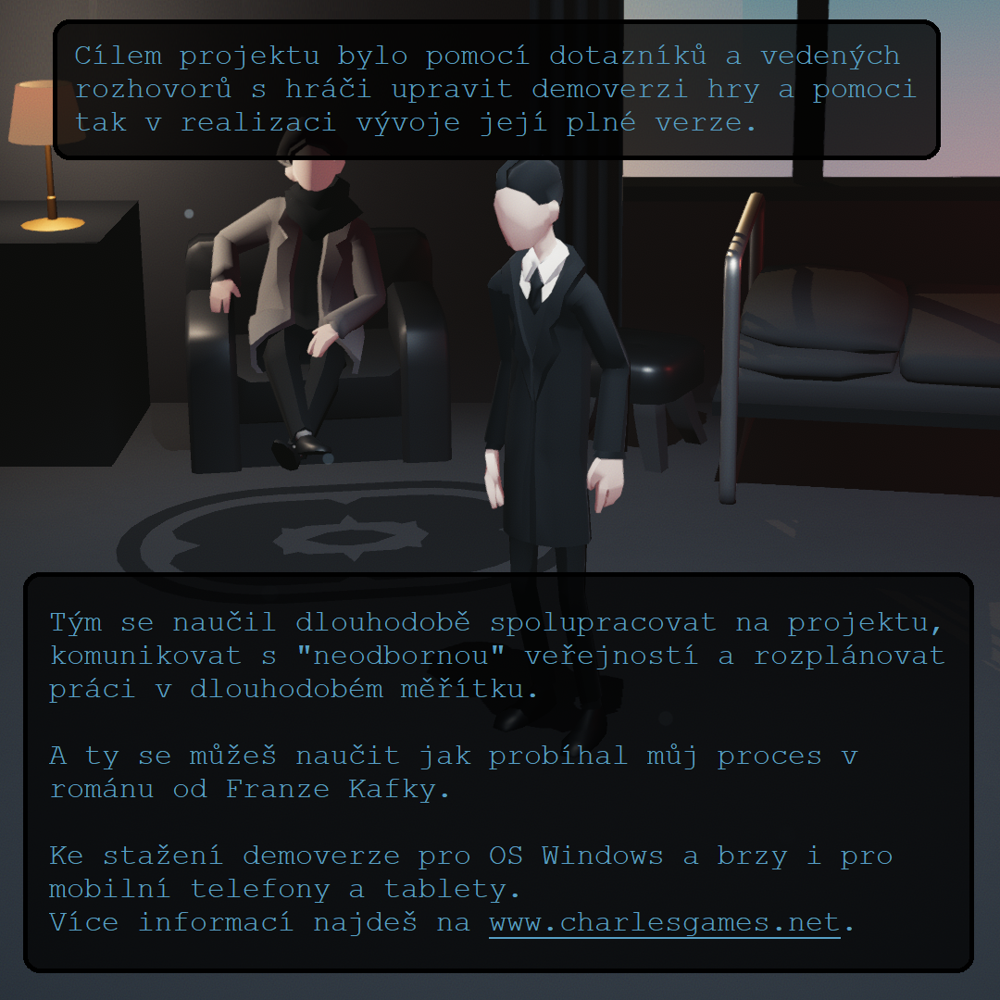 Cílem projektu bylo pomocí dotazníků a vedených
rozhovorů s hráči upravit demoverzi hry a pomoci
tak v realizaci vývoje její plné verze.
Tým se naučil dlouhodobě spolupracovat na projektu,
komunikovat s "neodbornou" veřejností a rozplánovat
práci v dlouhodobém měřítku.
A ty se můžeš naučit jak probíhal můj proces v
románu od Franze Kafky.
Ke stažení demoverze pro OS Windows a brzy i pro
mobilní telefony a tablety.
Více informací najdeš na www.charlesgames.net.